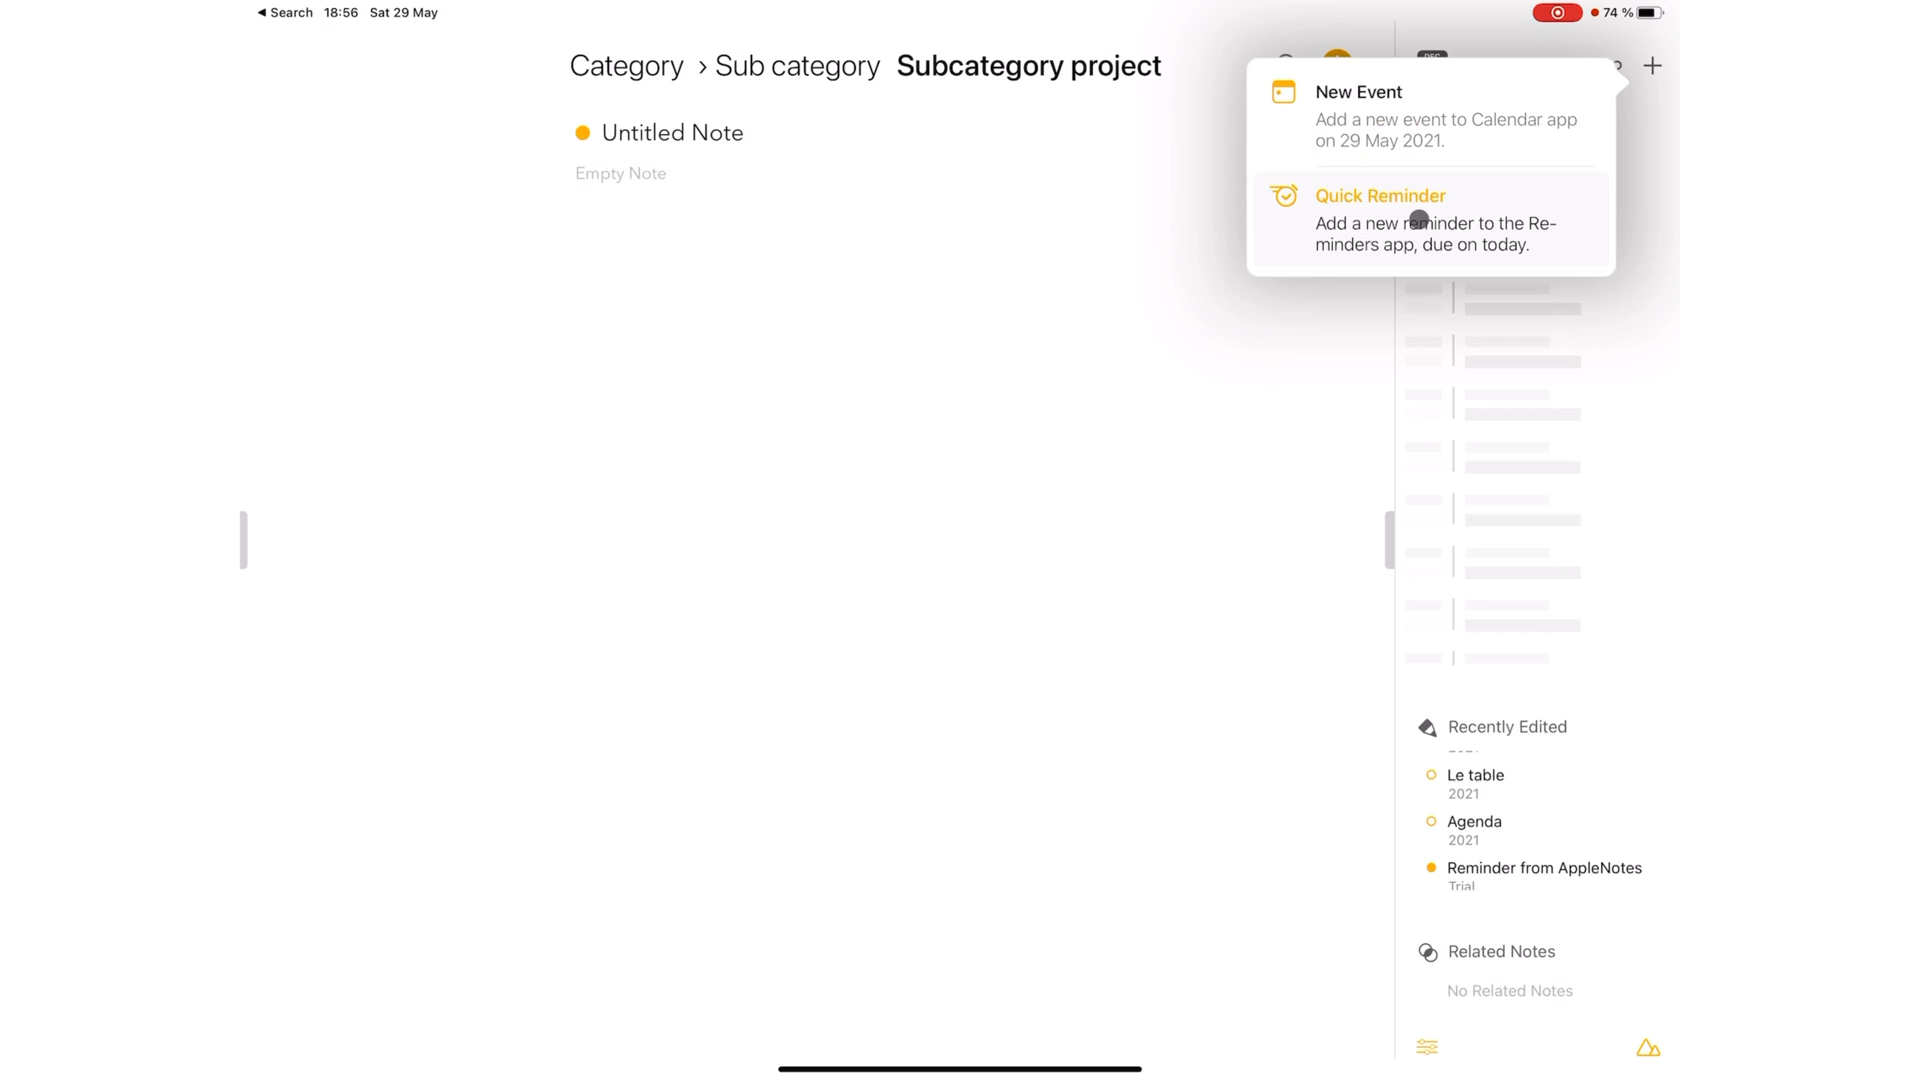 ◀ Search 18:56 Sat 29 May
74 %
Category › Sub category Subcategory project
Untitled Note
Empty Note
New Event
Add a new event to Calendar app
on 29 May 2021.
Quick Reminder
Add a new reminder to the Re-
minders app, due on today.
Recently Edited
Le table
2021
Agenda
2021
Reminder from AppleNotes
Trial
Related Notes
No Related Notes